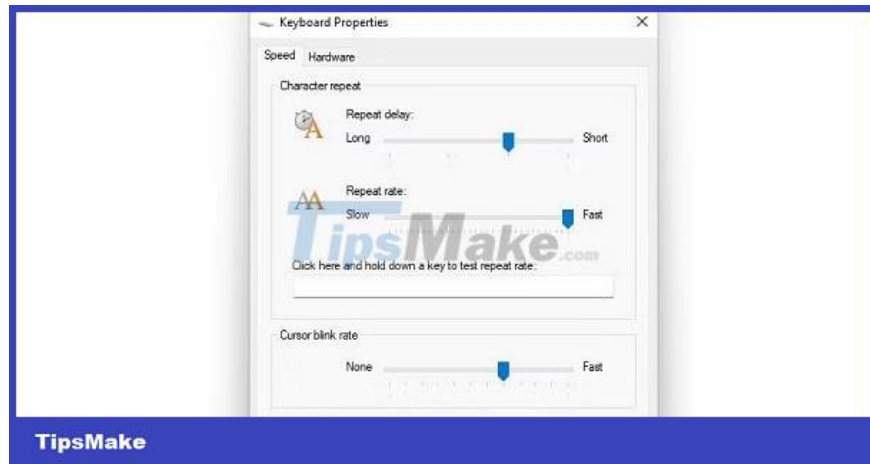 Keyboard Properties
Speed Hardware
Character repeat
Repeat delay:
Long Short
Repeat rate:
Slow Fast
TipsMake.com
Click here and hold down a key to test repeat rate:
Cursor blink rate
None Fast
TipsMake